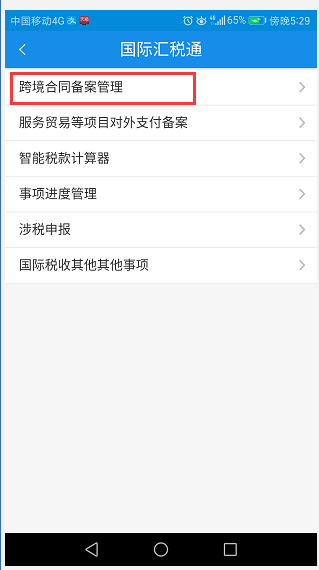 中国移动4G 65% 傍晚5:29
国际汇税通
跨境合同备案管理
服务贸易等项目对外支付备案
智能税款计算器
事项进度管理
涉税申报
国际税收其他其他事项